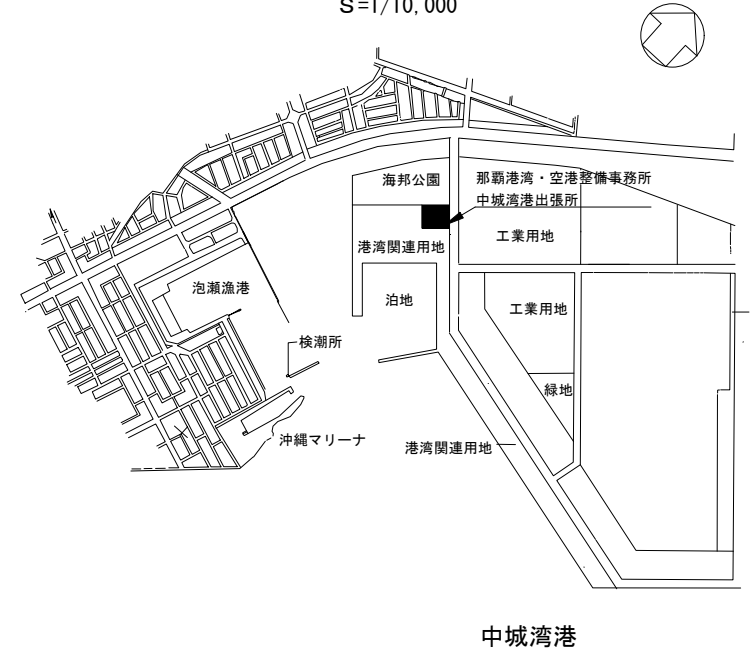 S=1/10,000
海邦公園
那覇港湾・空港整備事務所
中城湾港出張所
工業用地
港湾関連用地
泡瀬漁港
泊地
工業用地
検潮所
緑地
沖縄マリーナ
港湾関連用地
中城湾港